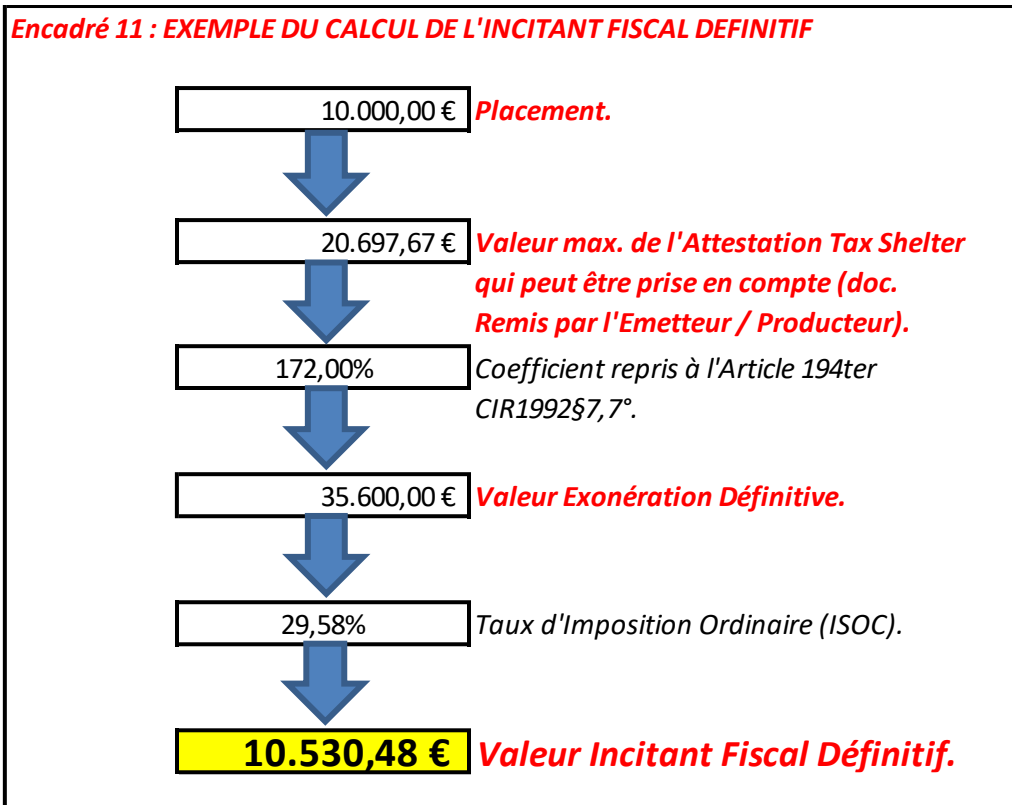 Encadré 11 : EXEMPLE DU CALCUL DE L'INCITANT FISCAL DEFINITIF
10.000,00 € Placement.
20.697,67 € Valeur max. de l'Attestation Tax Shelter
qui peut être prise en compte (doc.
Remis par l'Emetteur / Producteur).
172,00% Coefficient repris à l'Article 194ter
CIR1992§7,7°.
35.600,00 € Valeur Exonération Définitive.
29,58% Taux d'Imposition Ordinaire (ISOC).
10.530,48 € Valeur Incitant Fiscal Définitif.